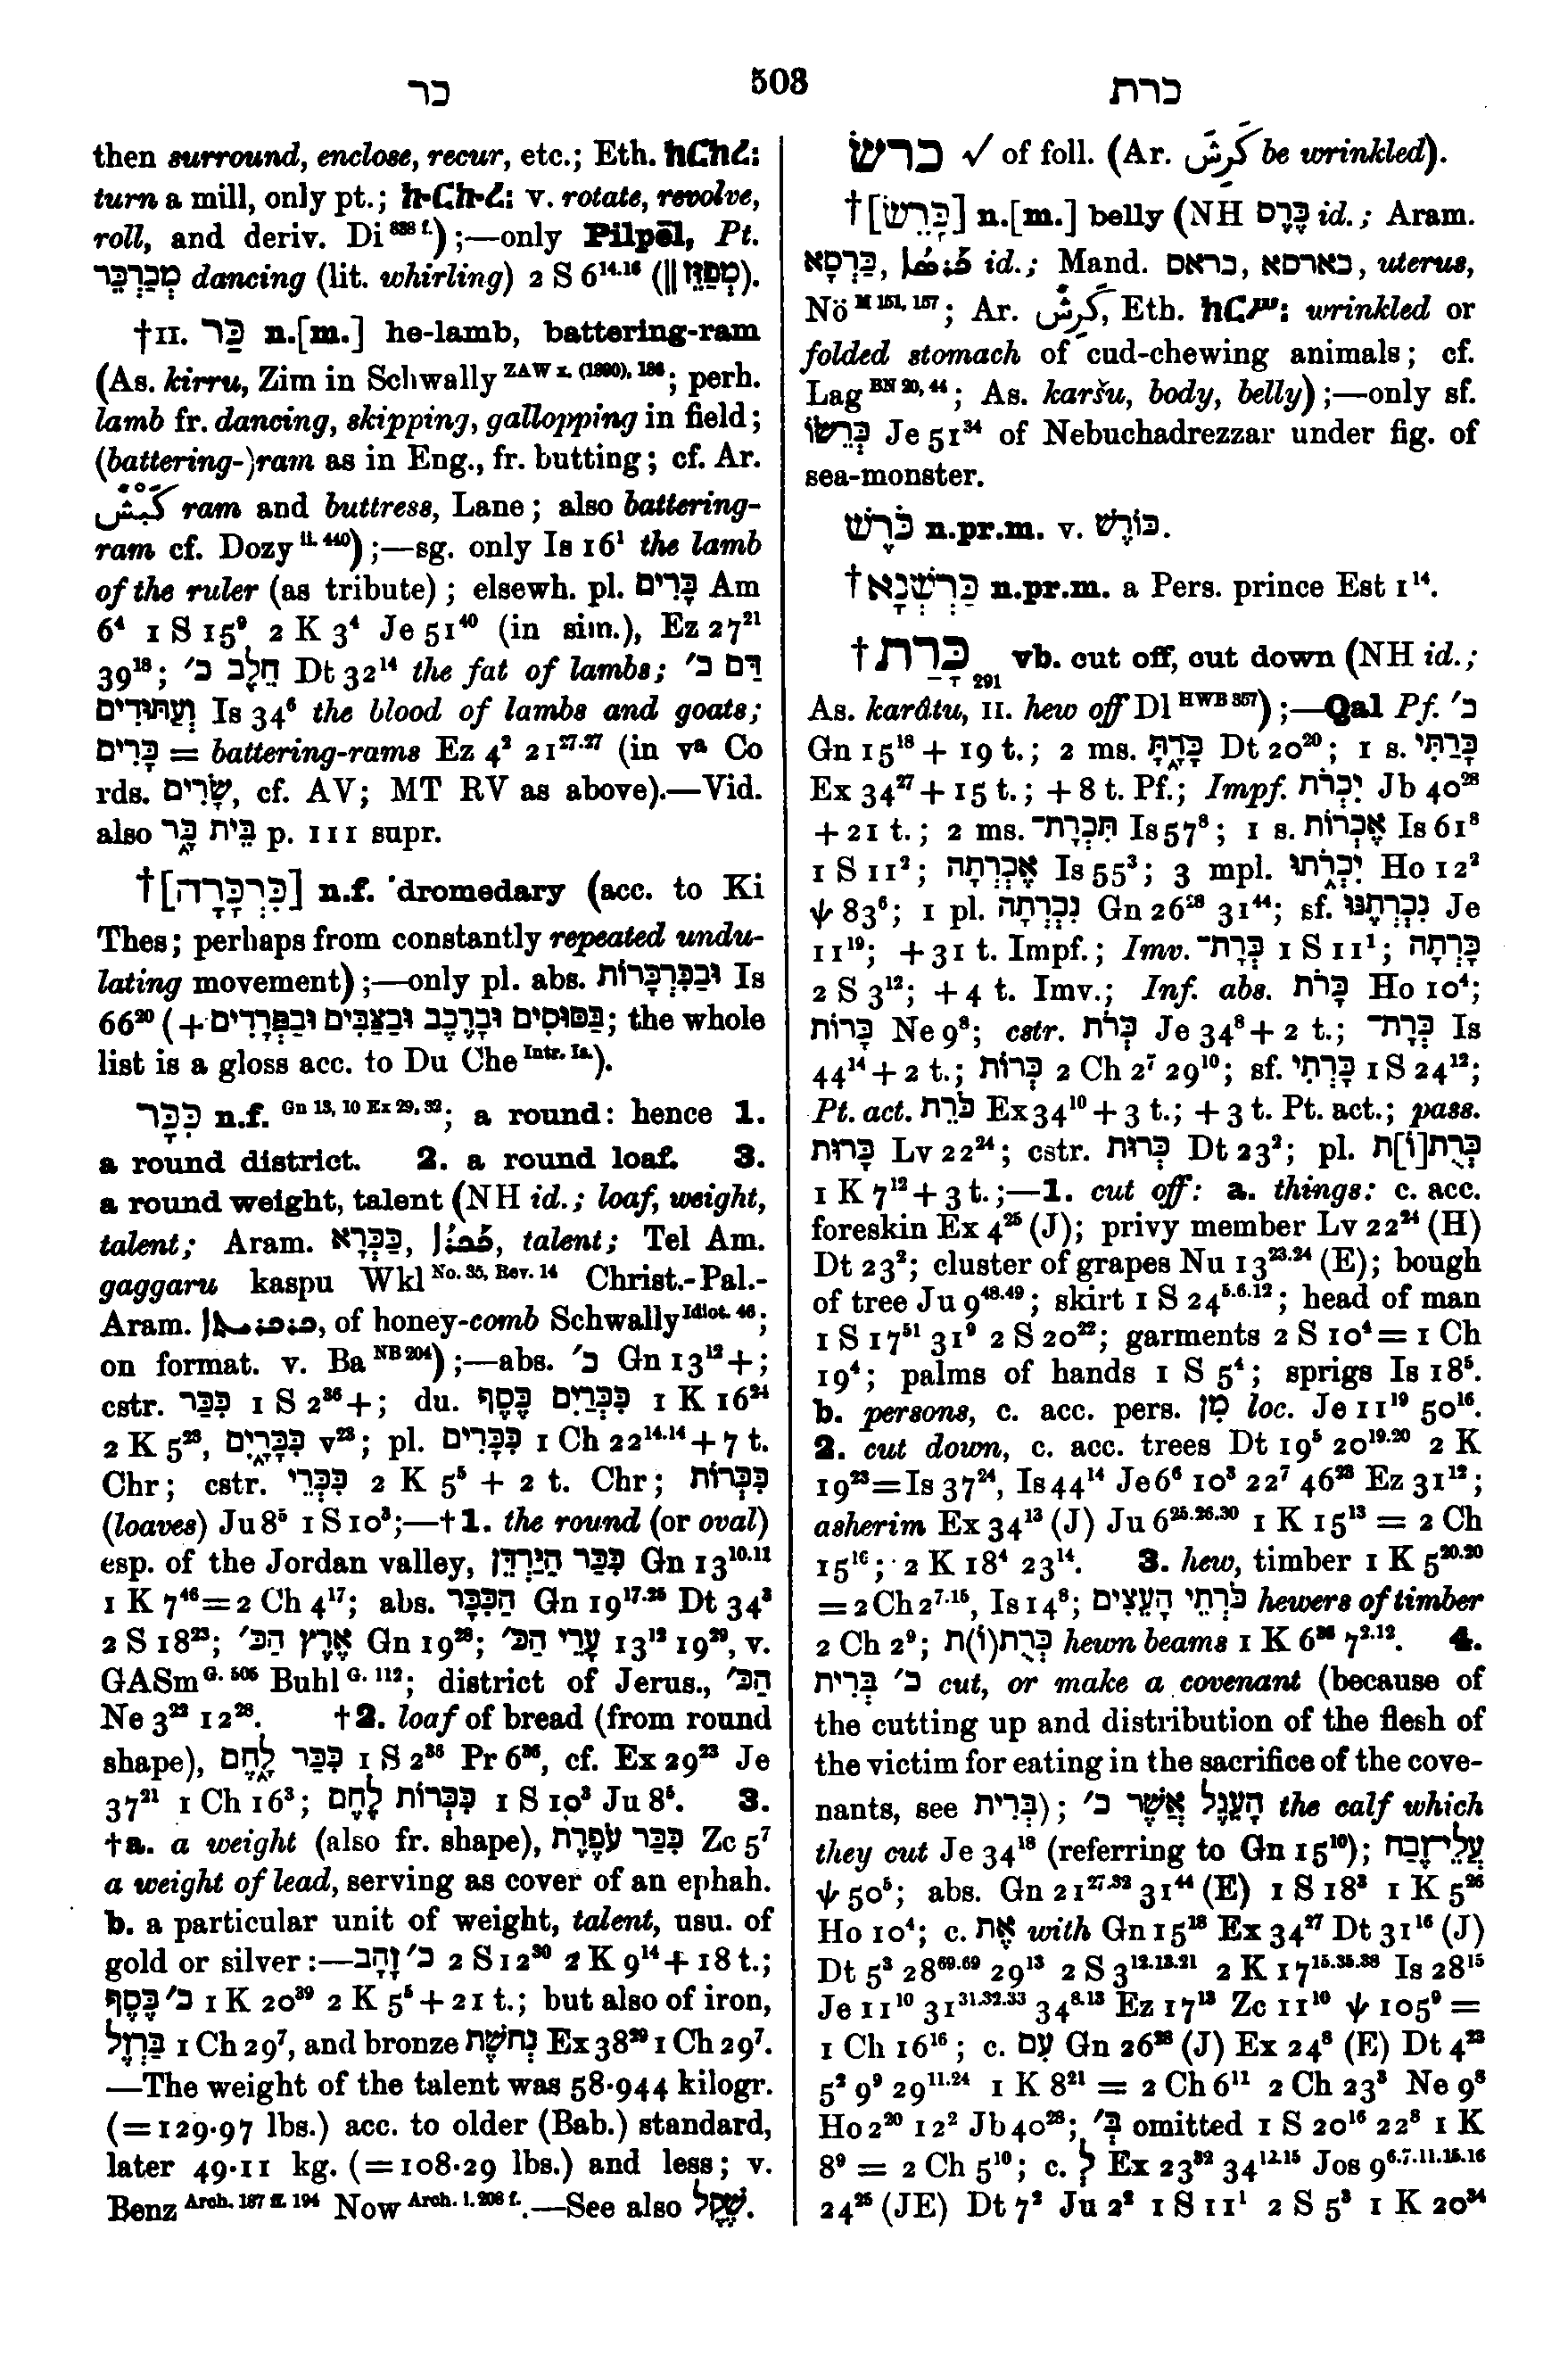 כר
503
כרת
then surround, enclose, recur, etc.; Eth. ከርከረ፡
turn a mill, only pt.; ኵርኵረ፡ v. rotate, revolve,
roll, and deriv. Di 838 f.);—only Pilpēl, Pt.
מְכַרְכֵּר dancing (lit. whirling) 2 S 6 14.16 (‖ מְפַזֵּז).
†II. כַּר n.[m.] he-lamb, battering-ram
(As. kirru, Zim in Schwally ZAW x. (1890), 186; perh.
lamb fr. dancing, skipping, gallopping in field;
(battering-)ram as in Eng., fr. butting; cf. Ar.
كَبْش ram and buttress, Lane; also battering-
ram cf. Dozy ii. 440);—sg. only Is 16 1 the lamb
of the ruler (as tribute); elsewh. pl. כָּרִים Am
6 4 1 S 15 9 2 K 3 4 Je 51 40 (in sim.), Ez 27 21
39 18; חֵלֶב כ׳ Dt 32 14 the fat of lambs; דַּם כ׳
וְעַתּוּדִים Is 34 6 the blood of lambs and goats;
כָּרִים = battering-rams Ez 4 2 21 27.27 (in v a Co
rds. שָׂרִים, cf. AV; MT RV as above).—Vid.
also בֵּית כָּר p. 111 supr.
†[כִּרְכָּרָה] n.f. dromedary (acc. to Ki
Thes; perhaps from constantly repeated undu-
lating movement);—only pl. abs. וּבַכִּרְכָּרוֹת Is
66 20 (+בַּסּוּסִים וּבָרֶכֶב וּבַצַּבִּים וּבַפְּרָדִים; the whole
list is a gloss acc. to Du Che Intr. Is.).
כִּכָּר n.f. Gn 13, 10 Ex 29, 32; a round: hence 1.
a round district. 2. a round loaf. 3.
a round weight, talent (NH id.; loaf, weight,
talent; Aram. כִּכְּרָא, ܟܟܪܐ, talent; Tel Am.
gaggaru kaspu Wkl No. 35, Rev. 14 Christ.-Pal.-
Aram. of honey-comb Schwally Idiot. 46;
on format. v. Ba NB 204);—abs. כ׳ Gn 13 12+;
cstr. כִּכַּר 1 S 2 36+; du. כִּכְּרַיִם כֶּסֶף 1 K 16 24
2 K 5 23, כִּכָּרַיִם v 23; pl. כִּכָּרִים 1 Ch 22 14.14+7 t.
Chr; cstr. כִּכְּרֵי 2 K 5 5 + 2 t. Chr; כִּכְּרוֹת
(loaves) Ju 8 5 1 S 10 3;—†1. the round (or oval)
esp. of the Jordan valley, כִּכַּר הַיַּרְדֵּן Gn 13 10.11
1 K 7 46=2 Ch 4 17; abs. הַכִּכָּר Gn 19 17.25 Dt 34 3
2 S 18 23; אֶרֶץ הַכּ׳ Gn 19 28; עָרֵי הַכּ׳ 13 12 19 29, v.
GASm G. 505 Buhl G. 112; district of Jerus., הַכּ׳
Ne 3 22 12 28. †2. loaf of bread (from round
shape), כִּכַּר לֶחֶם 1 S 2 36 Pr 6 26, cf. Ex 29 23 Je
37 21 1 Ch 16 3; כִּכְּרוֹת לֶחֶם 1 S 10 3 Ju 8 5. 3.
†a. a weight (also fr. shape), כִּכַּר עֹפֶרֶת Zc 5 7
a weight of lead, serving as cover of an ephah.
b. a particular unit of weight, talent, usu. of
gold or silver:—כ׳ זָהָב 2 S 12 30 2 K 9 14+18 t.;
כ׳ כֶּסֶף 1 K 20 39 2 K 5 5+21 t.; but also of iron,
בַּרְזֶל 1 Ch 29 7, and bronze נְחשֶׁת Ex 38 29 1 Ch 29 7.
—The weight of the talent was 58·944 kilogr.
(=129·97 lbs.) acc. to older (Bab.) standard,
later 49·11 kg. (=108·29 lbs.) and less; v.
Benz Arch. 187 ff. 194 Now Arch. i. 208 f.—See also שֶׁקֶל.
כרשׂ √ of foll. (Ar. كَرِشَ be wrinkled).
†[כָּרֵשׂ] n.[m.] belly (NH כָּרֵס id.; Aram.
כַּרְסָא, ܟܪܣܐ id.; Mand. כראס, כארסא, uterus,
Nö M 151, 157; Ar. كَرِش, Eth. ከርሥ፡ wrinkled or
folded stomach of cud-chewing animals; cf.
Lag BN 20, 44; As. karšu, body, belly);—only sf.
כְּרֵשׂוֹ Je 51 34 of Nebuchadrezzar under fig. of
sea-monster.
כֹּרֶשׁ n.pr.m. v. כּוֹרֶשׁ.
†כַּרְשְׁנָא n.pr.m. a Pers. prince Est 1 14.
†כָּרַת 291 vb. cut off, cut down (NH id.;
As. karâtu, II. hew off Dl HWB 357);—Qal Pf. כ׳
Gn 15 18+19 t.; 2 ms. כָּרַתָּ Dt 20 20; 1 s. כָּרַתִּי
Ex 34 27+15 t.; +8 t. Pf.; Impf. יִכְרֹת Jb 40 28
+21 t.; 2 ms. תִּכְרָת־ Is 57 8; 1 s. אֶכְרוֹת Is 61 8
1 S 11 2; אֶכְרְתָה Is 55 3; 3 mpl. יִכְרֹתוּ Ho 12 2
ψ 83 6; 1 pl. נִכְרְתָה Gn 26 28 31 44; sf. נִכְרְתֶנּוּ Je
11 19; +31 t. Impf.; Imv. כְּרָת־ 1 S 11 1; כָּרְתָה
2 S 3 12; +4 t. Imv.; Inf. abs. כָּרֹת Ho 10 4;
כָּרוֹת Ne 9 8; cstr. כְּרֹת Je 34 8+2 t.; כְּרָת־ Is
44 14+2 t.; כְּרוֹת 2 Ch 2 7 29 10; sf. כָּרְתִי 1 S 24 12;
Pt. act. כֹּרֵת Ex 34 10+3 t.; +3 t. Pt. act.; pass.
כָּרוּת Lv 22 24; cstr. כְּרוּת Dt 23 2; pl. כְּרֻת[וֹ]ת
1 K 7 12+3 t.;—1. cut off: a. things: c. acc.
foreskin Ex 4 25 (J); privy member Lv 22 24 (H)
Dt 23 2; cluster of grapes Nu 13 23.24 (E); bough
of tree Ju 9 48.49; skirt 1 S 24 5.6.12; head of man
1 S 17 51 31 9 2 S 20 22; garments 2 S 10 4=1 Ch
19 4; palms of hands 1 S 5 4; sprigs Is 18 5.
b. persons, c. acc. pers. מִן loc. Je 11 19 50 16.
2. cut down, c. acc. trees Dt 19 5 20 19.20 2 K
19 23=Is 37 24, Is 44 14 Je 6 6 10 3 22 7 46 23 Ez 31 12;
asherim Ex 34 13 (J) Ju 6 25.26.30 1 K 15 13 = 2 Ch
15 16; 2 K 18 4 23 14. 3. hew, timber 1 K 5 20.20
=2 Ch 2 7.15, Is 14 8; כֹּרְתֵי הָעֵצִים hewers of timber
2 Ch 2 9; כְּרֻת(וֹ)ת hewn beams 1 K 6 36 7 2.12. 4.
כ׳ בְּרִית cut, or make a covenant (because of
the cutting up and distribution of the flesh of
the victim for eating in the sacrifice of the cove-
nants, see בְּרִית); הָעֵגֶל אֲשֶׁר כ׳ the calf which
they cut Je 34 18 (referring to Gn 15 10); עֲלֵי־זָבַח
ψ 50 5; abs. Gn 21 27.32 31 44 (E) 1 S 18 3 1 K 5 26
Ho 10 4; c. אֶת with Gn 15 18 Ex 34 27 Dt 31 16 (J)
Dt 5 3 28 69.69 29 13 2 S 3 12.13.21 2 K 17 15.35.38 Is 28 15
Je 11 10 31 31.32.33 34 8.13 Ez 17 13 Zc 11 10 ψ 105 9 =
1 Ch 16 16; c. עִם Gn 26 28 (J) Ex 24 8 (E) Dt 4 23
5 2 9 9 29 11.24 1 K 8 21 = 2 Ch 6 11 2 Ch 23 3 Ne 9 8
Ho 2 20 12 2 Jb 40 28; בְּ׳ omitted 1 S 20 16 22 8 1 K
8 9 = 2 Ch 5 10; c. לְ Ex 23 32 34 12.15 Jos 9 6.7.11.15.16
24 25 (JE) Dt 7 2 Ju 2 2 1 S 11 1 2 S 5 3 1 K 20 34